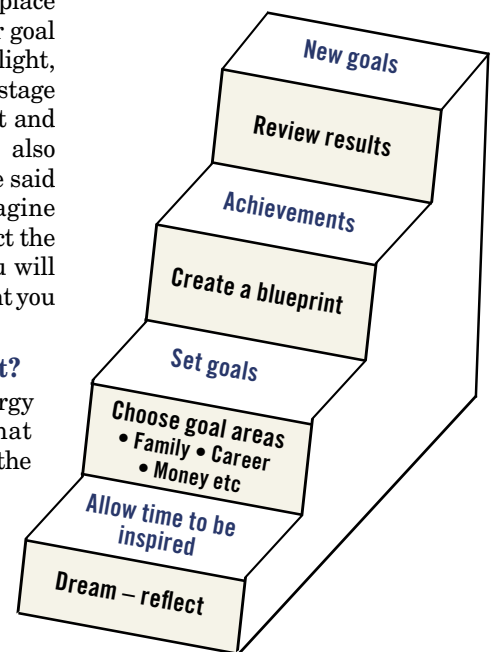 place
goal
light,
stage
and
also
said
agine
ct the
will
you
t?
rgy
hat
the
New goals
Review results
Achievements
Create a blueprint
Set goals
Choose goal areas
• Family • Career
• Money etc
Allow time to be
inspired
Dream – reflect